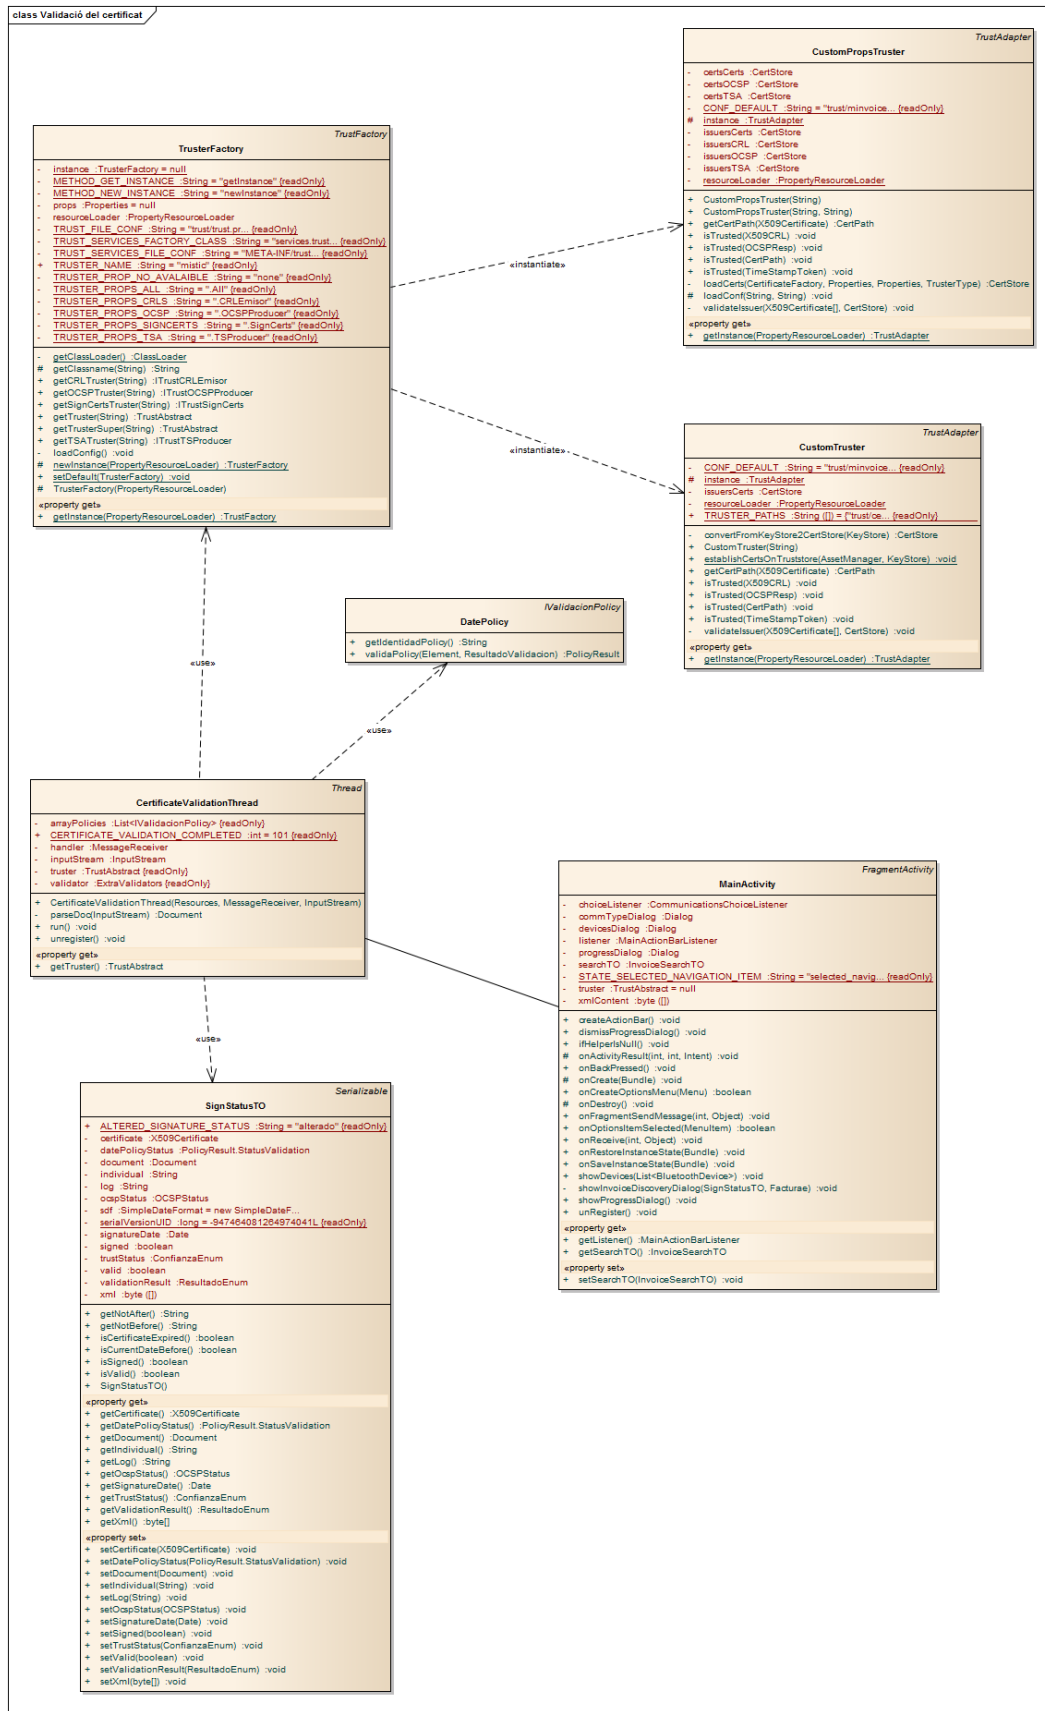 class Validació del certificat
TrustAdapter
CustomPropsTruster
- certsCerts :CertStore
- certsOCSP :CertStore
- certsTSA :CertStore
- CONF_DEFAULT :String = "trust/minvoice... {readOnly}
# instance :TrustAdapter
- issuersCerts :CertStore
- issuersCRL :CertStore
- issuersOCSP :CertStore
- issuersTSA :CertStore
- resourceLoader :PropertyResourceLoader
+ CustomPropsTruster(String)
+ CustomPropsTruster(String, String)
+ getCertPath(X509Certificate) :CertPath
+ isTrusted(X509CRL) :void
+ isTrusted(OCSPResp) :void
+ isTrusted(CertPath) :void
+ isTrusted(TimeStampToken) :void
- loadCerts(CertificateFactory, Properties, Properties, TrusterType) :CertStore
# loadConf(String, String) :void
- validateIssuer(X509Certificate[], CertStore) :void
«property get»
+ getInstance(PropertyResourceLoader) :TrustAdapter
TrustFactory
TrusterFactory
- instance :TrusterFactory = null
- METHOD_GET_INSTANCE :String = "getInstance" {readOnly}
- METHOD_NEW_INSTANCE :String = "newInstance" {readOnly}
- props :Properties = null
- resourceLoader :PropertyResourceLoader
- TRUST_FILE_CONF :String = "trust/trust.pr... {readOnly}
- TRUST_SERVICES_FACTORY_CLASS :String = "services.trust... {readOnly}
- TRUST_SERVICES_FILE_CONF :String = "META-INF/trust... {readOnly}
+ TRUSTER_NAME :String = "mistic" {readOnly}
- TRUSTER_PROP_NO_AVALAIBLE :String = "none" {readOnly}
- TRUSTER_PROPS_ALL :String = ".All" {readOnly}
- TRUSTER_PROPS_CRLS :String = ".CRLEmisor" {readOnly}
- TRUSTER_PROPS_OCSP :String = ".OCSPProducer" {readOnly}
- TRUSTER_PROPS_SIGNCERTS :String = ".SignCerts" {readOnly}
- TRUSTER_PROPS_TSA :String = ".TSProducer" {readOnly}
- getClassLoader() :ClassLoader
# getClassname(String) :String
+ getCRLTruster(String) :ITrustCRLEmisor
+ getOCSPTruster(String) :ITrustOCSPProducer
+ getSignCertsTruster(String) :ITrustSignCerts
+ getTruster(String) :TrustAbstract
+ getTrusterSuper(String) :TrustAbstract
+ getTSATruster(String) :ITrustTSProducer
- loadConfig() :void
# newInstance(PropertyResourceLoader) :TrusterFactory
+ setDefault(TrusterFactory) :void
# TrusterFactory(PropertyResourceLoader)
«property get»
+ getInstance(PropertyResourceLoader) :TrustFactory
«instantiate»
«instantiate»
TrustAdapter
CustomTruster
- CONF_DEFAULT :String = "trust/minvoice... {readOnly}
# instance :TrustAdapter
- issuersCerts :CertStore
- resourceLoader :PropertyResourceLoader
+ TRUSTER_PATHS :String ([]) = {"trust/ce... {readOnly}
- convertFromKeyStore2CertStore(KeyStore) :CertStore
+ CustomTruster(String)
+ establishCertsOnTruststore(AssetManager, KeyStore) :void
+ getCertPath(X509Certificate) :CertPath
+ isTrusted(X509CRL) :void
+ isTrusted(OCSPResp) :void
+ isTrusted(CertPath) :void
+ isTrusted(TimeStampToken) :void
- validateIssuer(X509Certificate[], CertStore) :void
«property get»
+ getInstance(PropertyResourceLoader) :TrustAdapter
IValidacionPolicy
DatePolicy
+ getIdentidadPolicy() :String
+ validaPolicy(Element, ResultadoValidacion) :PolicyResult
«use»
«use»
Thread
CertificateValidationThread
- arrayPolicies :List<IValidacionPolicy> {readOnly}
+ CERTIFICATE_VALIDATION_COMPLETED :int = 101 {readOnly}
- handler :MessageReceiver
- inputStream :InputStream
- truster :TrustAbstract {readOnly}
- validator :ExtraValidators {readOnly}
+ CertificateValidationThread(Resources, MessageReceiver, InputStream)
- parseDoc(InputStream) :Document
+ run() :void
+ unregister() :void
«property get»
+ getTruster() :TrustAbstract
FragmentActivity
MainActivity
- choiceListener :CommunicationsChoiceListener
- commTypeDialog :Dialog
- devicesDialog :Dialog
- listener :MainActionBarListener
- progressDialog :Dialog
- searchTO :InvoiceSearchTO
- STATE_SELECTED_NAVIGATION_ITEM :String = "selected_navig... {readOnly}
- truster :TrustAbstract = null
- xmlContent :byte ([])
+ createActionBar() :void
+ dismissProgressDialog() :void
+ ifHelperIsNull() :void
# onActivityResult(int, int, Intent) :void
+ onBackPressed() :void
# onCreate(Bundle) :void
+ onCreateOptionsMenu(Menu) :boolean
# onDestroy() :void
+ onFragmentSendMessage(int, Object) :void
+ onOptionsItemSelected(MenuItem) :boolean
+ onReceive(int, Object) :void
+ onRestoreInstanceState(Bundle) :void
+ onSaveInstanceState(Bundle) :void
+ showDevices(List<BluetoothDevice>) :void
- showInvoiceDiscoveryDialog(SignStatusTO, Facturae) :void
+ showProgressDialog() :void
+ unRegister() :void
«property get»
+ getListener() :MainActionBarListener
+ getSearchTO() :InvoiceSearchTO
«property set»
+ setSearchTO(InvoiceSearchTO) :void
«use»
Serializable
SignStatusTO
+ ALTERED_SIGNATURE_STATUS :String = "alterado" {readOnly}
- certificate :X509Certificate
- datePolicyStatus :PolicyResult.StatusValidation
- document :Document
- individual :String
- log :String
- ocspStatus :OCSPStatus
- sdf :SimpleDateFormat = new SimpleDateF...
- serialVersionUID :long = -947464081264974041L {readOnly}
- signatureDate :Date
- signed :boolean
- trustStatus :ConfianzaEnum
- valid :boolean
- validationResult :ResultadoEnum
- xml :byte ([])
+ getNotAfter() :String
+ getNotBefore() :String
+ isCertificateExpired() :boolean
+ isCurrentDateBefore() :boolean
+ isSigned() :boolean
+ isValid() :boolean
+ SignStatusTO()
«property get»
+ getCertificate() :X509Certificate
+ getDatePolicyStatus() :PolicyResult.StatusValidation
+ getDocument() :Document
+ getIndividual() :String
+ getLog() :String
+ getOcspStatus() :OCSPStatus
+ getSignatureDate() :Date
+ getTrustStatus() :ConfianzaEnum
+ getValidationResult() :ResultadoEnum
+ getXml() :byte[]
«property set»
+ setCertificate(X509Certificate) :void
+ setDatePolicyStatus(PolicyResult.StatusValidation) :void
+ setDocument(Document) :void
+ setIndividual(String) :void
+ setLog(String) :void
+ setOcspStatus(OCSPStatus) :void
+ setSignatureDate(Date) :void
+ setSigned(boolean) :void
+ setTrustStatus(ConfianzaEnum) :void
+ setValid(boolean) :void
+ setValidationResult(ResultadoEnum) :void
+ setXml(byte[]) :void